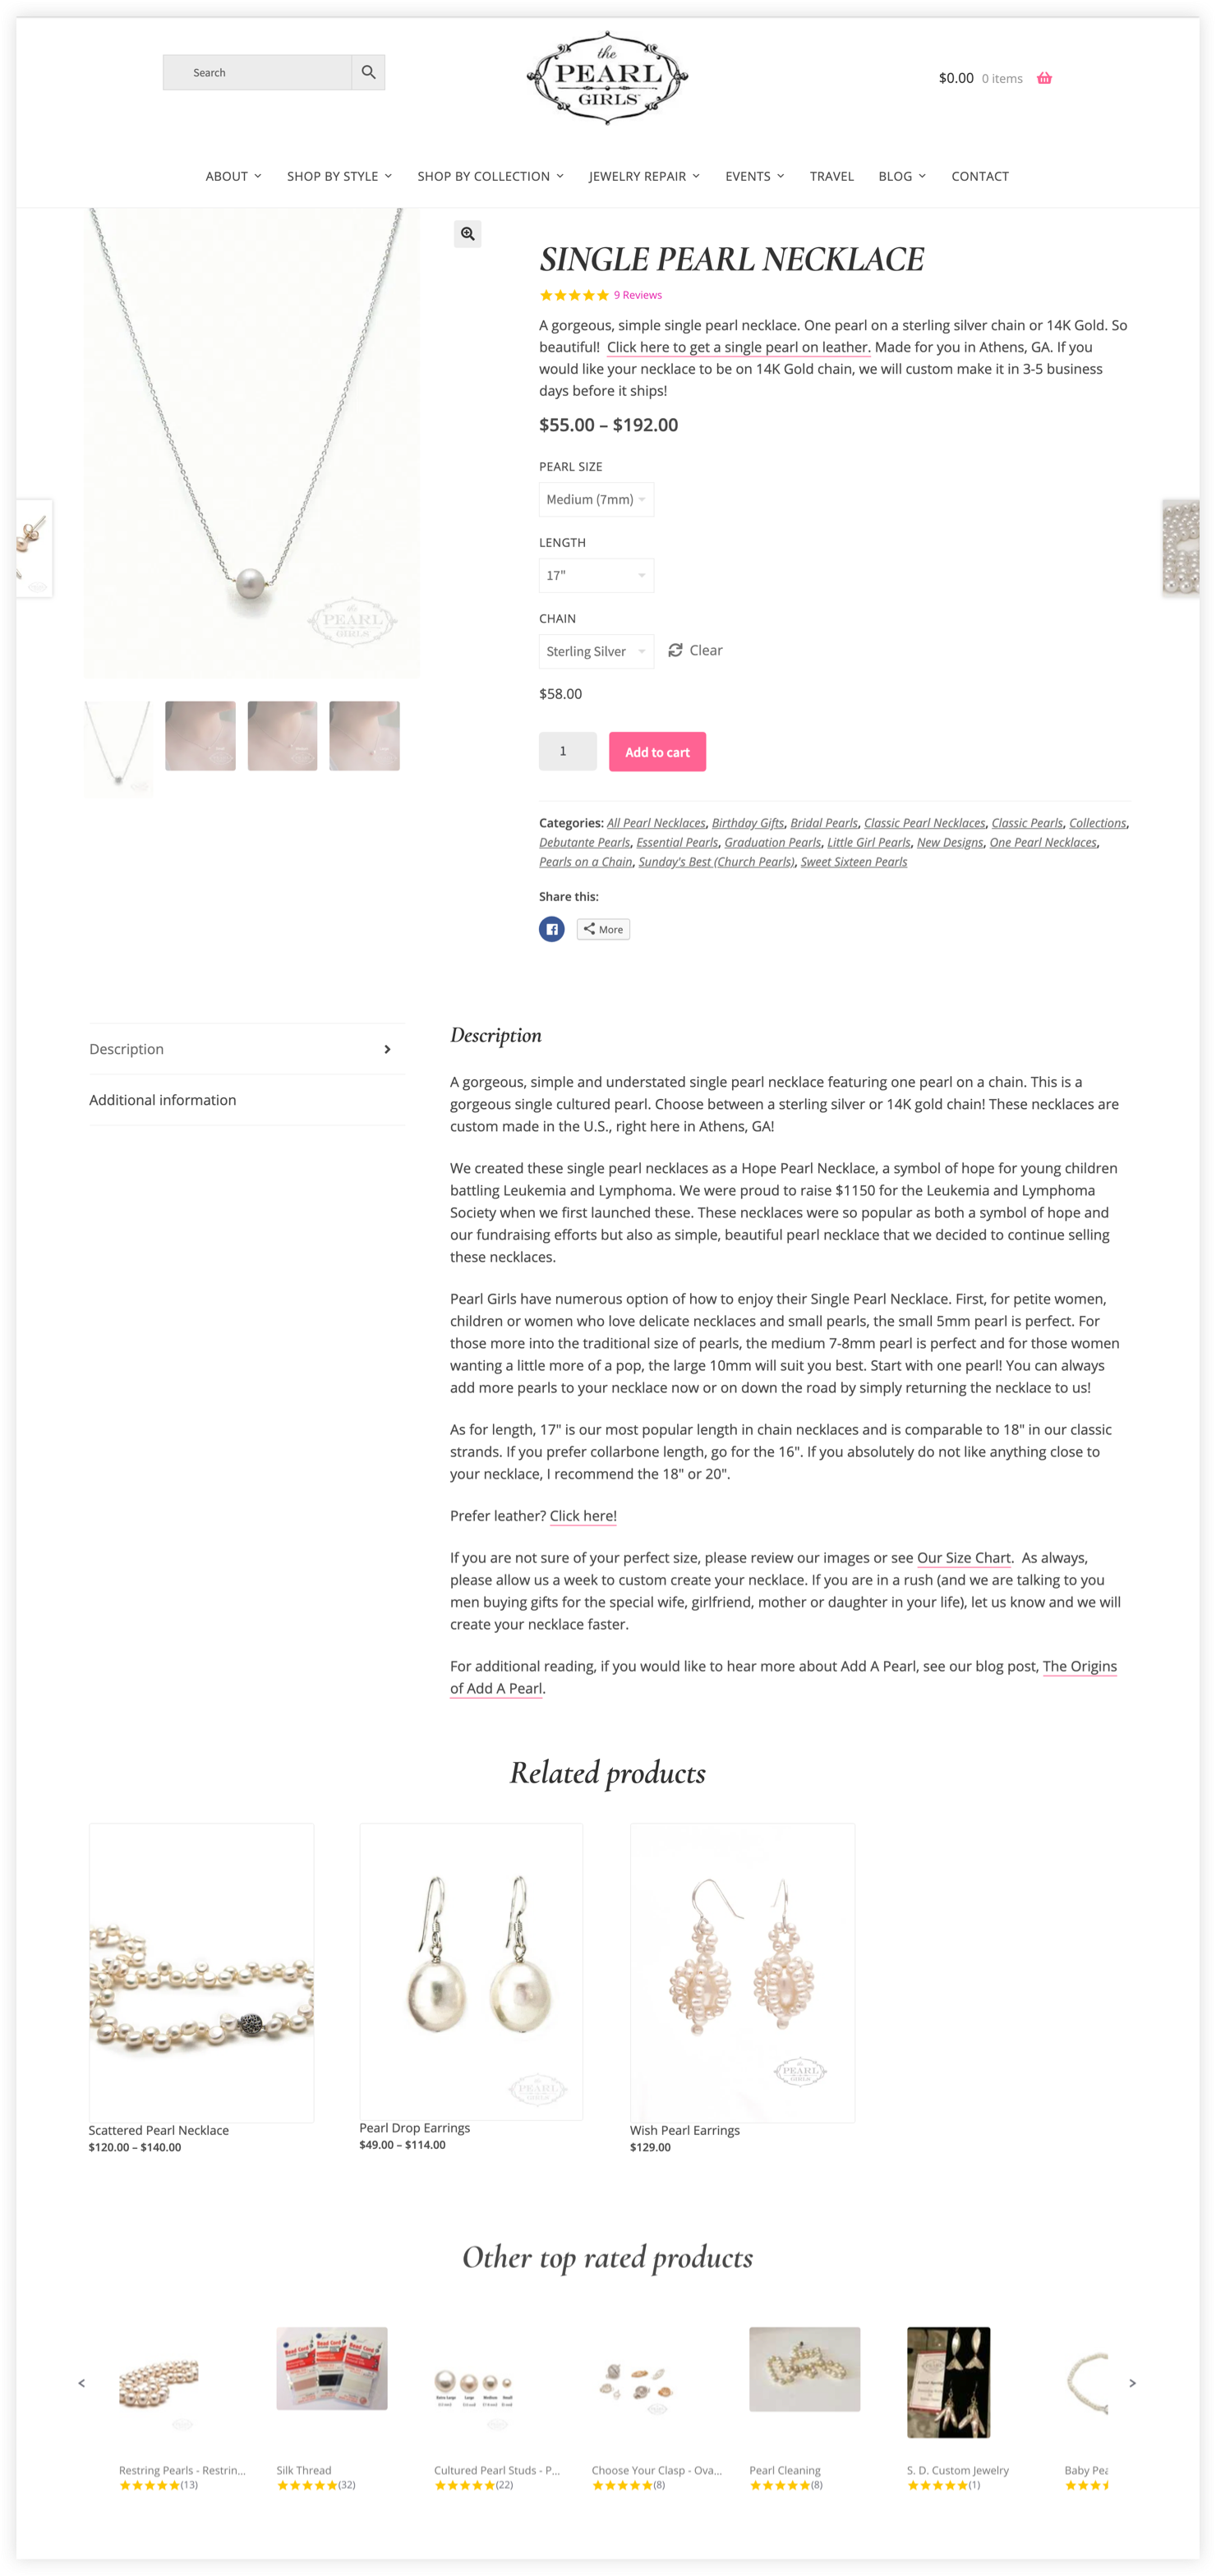 Search
the
PEARL
GIRLS
$0.00 0 items
ABOUT SHOP BY STYLE SHOP BY COLLECTION JEWELRY REPAIR EVENTS TRAVEL BLOG CONTACT
SINGLE PEARL NECKLACE
9 Reviews
A gorgeous, simple single pearl necklace. One pearl on a sterling silver chain or 14K Gold. So
beautiful!  Click here to get a single pearl on leather. Made for you in Athens, GA. If you
would like your necklace to be on 14K Gold chain, we will custom make it in 3-5 business
days before it ships!
$55.00 – $192.00
PEARL SIZE
Medium (7mm)
LENGTH
17"
CHAIN
Sterling Silver
Clear
$58.00
1
Add to cart
the
PEARL
GIRLS
Categories: All Pearl Necklaces, Birthday Gifts, Bridal Pearls, Classic Pearl Necklaces, Classic Pearls, Collections,
Debutante Pearls, Essential Pearls, Graduation Pearls, Little Girl Pearls, New Designs, One Pearl Necklaces,
Pearls on a Chain, Sunday's Best (Church Pearls), Sweet Sixteen Pearls
Share this:
More
Description
Additional information
Description
A gorgeous, simple and understated single pearl necklace featuring one pearl on a chain. This is a
gorgeous single cultured pearl. Choose between a sterling silver or 14K gold chain! These necklaces are
custom made in the U.S., right here in Athens, GA!
We created these single pearl necklaces as a Hope Pearl Necklace, a symbol of hope for young children
battling Leukemia and Lymphoma. We were proud to raise $1150 for the Leukemia and Lymphoma
Society when we first launched these. These necklaces were so popular as both a symbol of hope and
our fundraising efforts but also as simple, beautiful pearl necklace that we decided to continue selling
these necklaces.
Pearl Girls have numerous option of how to enjoy their Single Pearl Necklace. First, for petite women,
children or women who love delicate necklaces and small pearls, the small 5mm pearl is perfect. For
those more into the traditional size of pearls, the medium 7-8mm pearl is perfect and for those women
wanting a little more of a pop, the large 10mm will suit you best. Start with one pearl! You can always
add more pearls to your necklace now or on down the road by simply returning the necklace to us!
As for length, 17" is our most popular length in chain necklaces and is comparable to 18" in our classic
strands. If you prefer collarbone length, go for the 16". If you absolutely do not like anything close to
your necklace, I recommend the 18" or 20".
Prefer leather? Click here!
If you are not sure of your perfect size, please review our images or see Our Size Chart.  As always,
please allow us a week to custom create your necklace. If you are in a rush (and we are talking to you
men buying gifts for the special wife, girlfriend, mother or daughter in your life), let us know and we will
create your necklace faster.
For additional reading, if you would like to hear more about Add A Pearl, see our blog post, The Origins
of Add A Pearl.
Related products
the
PEARL
GIRLS
the
PEARL
GIRLS
Scattered Pearl Necklace
$120.00 – $140.00
Pearl Drop Earrings
$49.00 – $114.00
Wish Pearl Earrings
$129.00
Other top rated products
Bead Cord Bead Cord Bead Cord
Extra Large Large Medium Small
<
>
Restring Pearls - Restrin...
(13)
Silk Thread
(32)
Cultured Pearl Studs - P...
(22)
Choose Your Clasp - Ova...
(8)
Pearl Cleaning
(8)
S. D. Custom Jewelry
(1)
Baby Pea